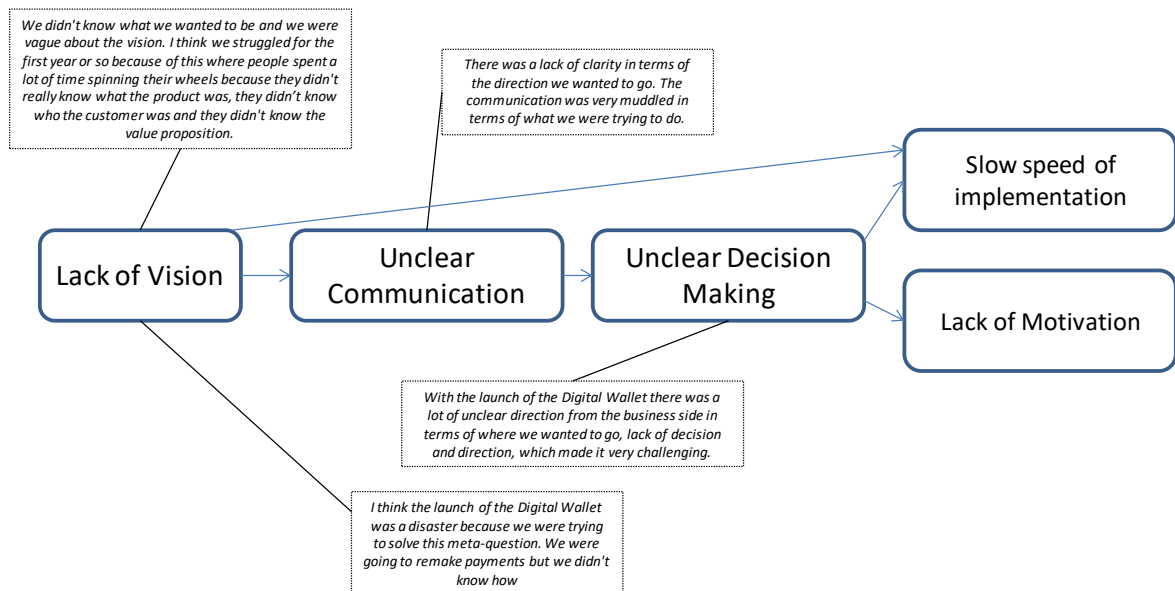 We didn't know what we wanted to be and we were
vague about the vision. I think we struggled for the
first year or so because of this where people spent a
lot of time spinning their wheels because they didn't
really know what the product was, they didn't know
who the customer was and they didn't know the
value proposition.
There was a lack of clarity in terms of
the direction we wanted to go. The
communication was very muddled in
terms of what we were trying to do.
Slow speed of
implementation
Lack of Vision
Unclear
Communication
Unclear Decision
Making
Lack of Motivation
With the launch of the Digital Wallet there was a
lot of unclear direction from the business side in
terms of where we wanted to go, lack of decision
and direction, which made it very challenging.
I think the launch of the Digital Wallet
was a disaster because we were trying
to solve this meta-question. We were
going to remake payments but we didn't
know how